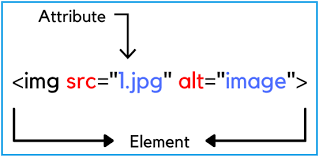 Attribute
<img src="1.jpg" alt="image">
Element